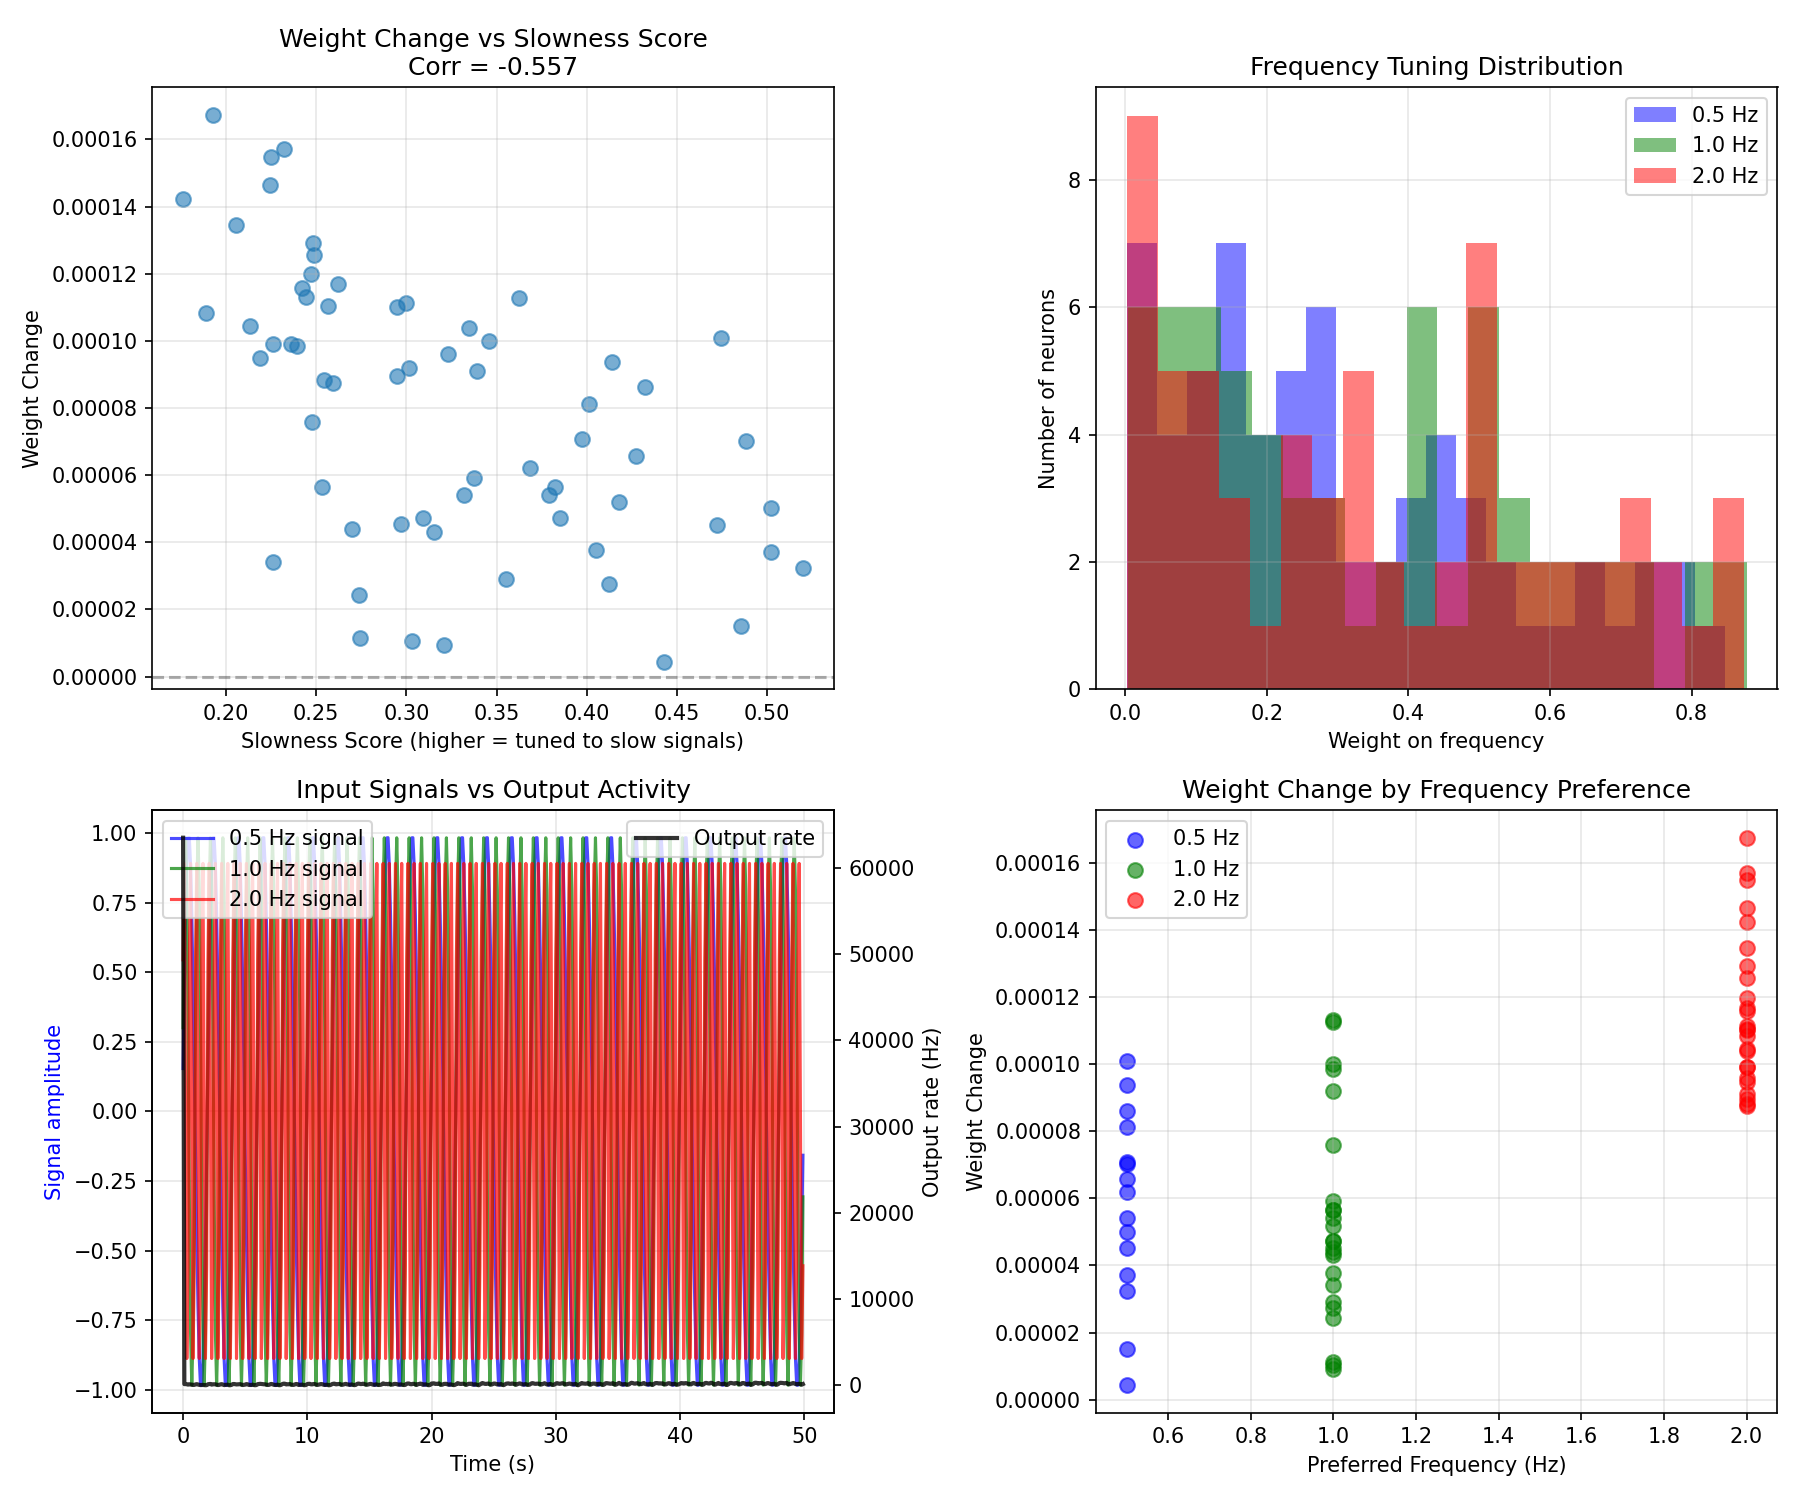 Weight Change vs Slowness Score
Corr = -0.557
Weight Change
0.00016
0.00014
0.00012
0.00010
0.00008
0.00006
0.00004
0.00002
0.00000
0.20 0.25 0.30 0.35 0.40 0.45 0.50
Slowness Score (higher = tuned to slow signals)
Frequency Tuning Distribution
0.5 Hz
1.0 Hz
2.0 Hz
Number of neurons
8
6
4
2
0
0.0 0.2 0.4 0.6 0.8
Weight on frequency
Input Signals vs Output Activity
0.5 Hz signal
1.0 Hz signal
2.0 Hz signal
Output rate
Signal amplitude
1.00
0.75
0.50
0.25
0.00
−0.25
−0.50
−0.75
−1.00
60000
50000
40000
30000
20000
10000
0
Output rate (Hz)
0 10 20 30 40 50
Time (s)
Weight Change by Frequency Preference
0.5 Hz
1.0 Hz
2.0 Hz
Weight Change
0.00016
0.00014
0.00012
0.00010
0.00008
0.00006
0.00004
0.00002
0.00000
0.6 0.8 1.0 1.2 1.4 1.6 1.8 2.0
Preferred Frequency (Hz)